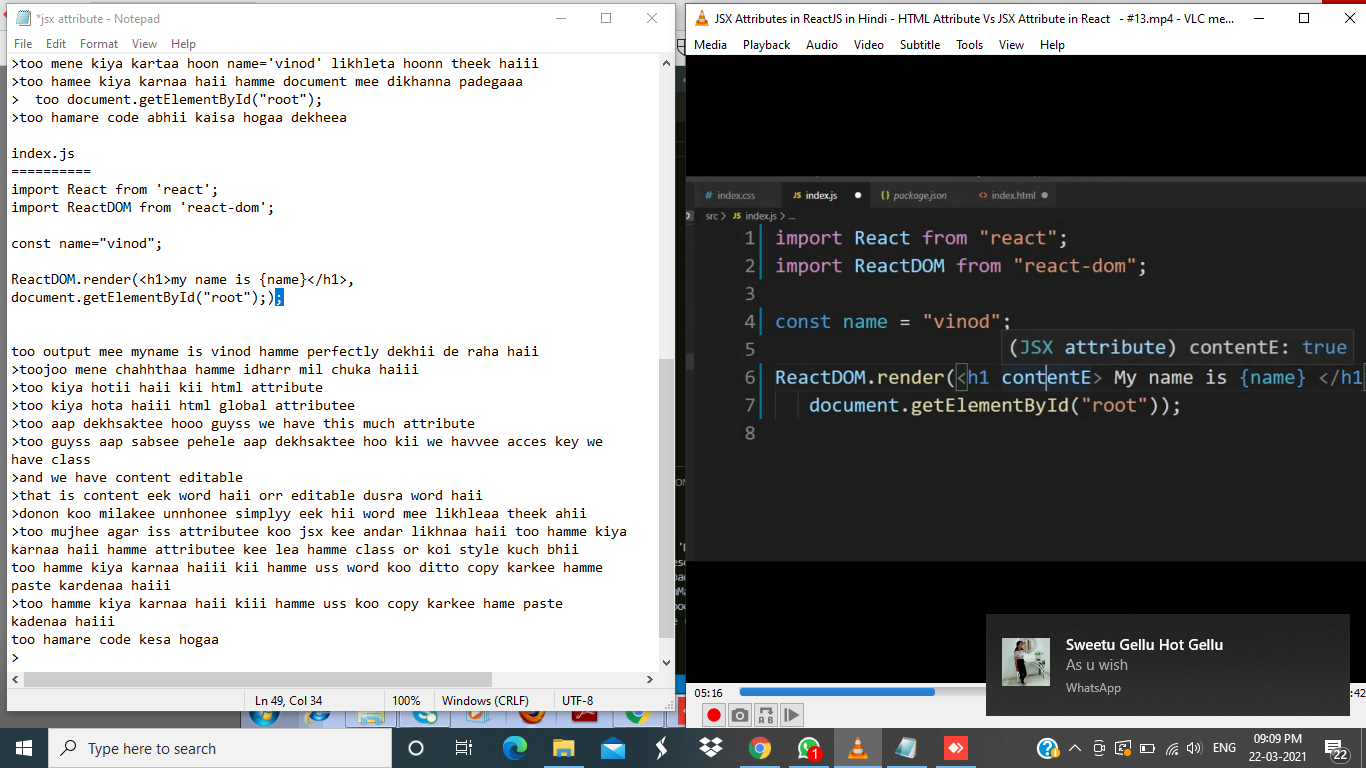 *jsx attribute - Notepad
File Edit Format View Help
>too mene kiya kartaa hoon name='vinod' likhleta hoonn theek haiii
>too hamee kiya karnaa haii hamme document mee dikhanna padegaaa
>  too document.getElementById("root");
>too hamare code abhii kaisa hogaa dekheea
index.js
==========
import React from 'react';
import ReactDOM from 'react-dom';
const name="vinod";
ReactDOM.render(<h1>my name is {name}</h1>,
document.getElementById("root"););
too output mee myname is vinod hamme perfectly dekhii de raha haii
>toojoo mene chahhthaa hamme idharr mil chuka haiii
>too kiya hotii haii kii html attribute
>too kiya hota haiii html global attributee
>too aap dekhsaktee hooo guyss we have this much attribute
>too guyss aap sabsee pehele aap dekhsaktee hoo kii we havvee acces key we
have class
>and we have content editable
>that is content eek word haii orr editable dusra word haii
>donon koo milakee unnhonee simplyy eek hii word mee likhleaa theek ahii
>too mujhee agar iss attributee koo jsx kee andar likhnaa haii too hamme kiya
karnaa haii hamme attributee kee lea hamme class or koi style kuch bhii
too hamme kiya karnaa haiii kii hamme uss word koo ditto copy karkee hamme
paste kardenaa haiii
>too hamme kiya karnaa haii kiii hamme uss koo copy karkee hame paste
kadenaa haiii
too hamare code kesa hogaa
>
Ln 49, Col 34 100% Windows (CRLF) UTF-8
JSX Attributes in ReactJS in Hindi - HTML Attribute Vs JSX Attribute in React - #13.mp4 - VLC me...
Media Playback Audio Video Subtitle Tools View Help
# index.css JS index.js {} package.json <> index.html
src > JS index.js > ...
1 import React from "react";
2 import ReactDOM from "react-dom";
3
4 const name = "vinod";
5
(JSX attribute) contentE: true
6 ReactDOM.render(<h1 contentE> My name is {name} </h1
7 document.getElementById("root"));
8
Sweetu Gellu Hot Gellu
As u wish
WhatsApp
05:16
:42
Type here to search
1
ENG
09:09 PM
22-03-2021
22